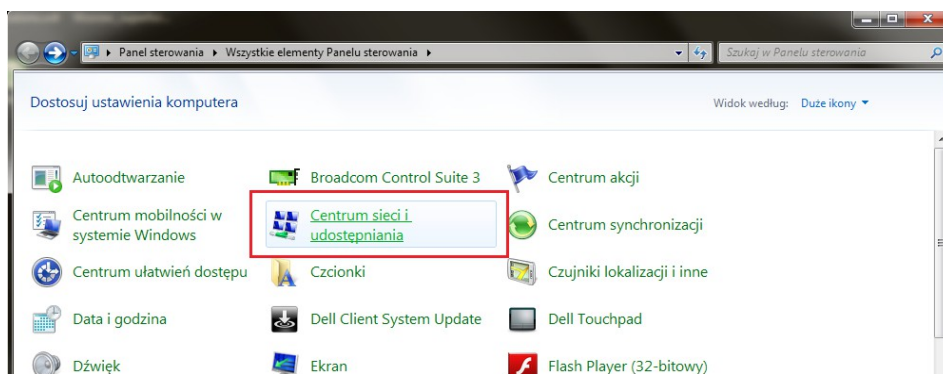 Panel sterowania ▸ Wszystkie elementy Panelu sterowania ▸
Szukaj w Panelu sterowania
Dostosuj ustawienia komputera
Widok według: Duże ikony
Autoodtwarzanie
Broadcom Control Suite 3
Centrum akcji
Centrum mobilności w
systemie Windows
Centrum sieci i
udostępniania
Centrum synchronizacji
Centrum ułatwień dostępu
Czcionki
Czujniki lokalizacji i inne
Data i godzina
Dell Client System Update
Dell Touchpad
Dźwięk
Ekran
Flash Player (32-bitowy)